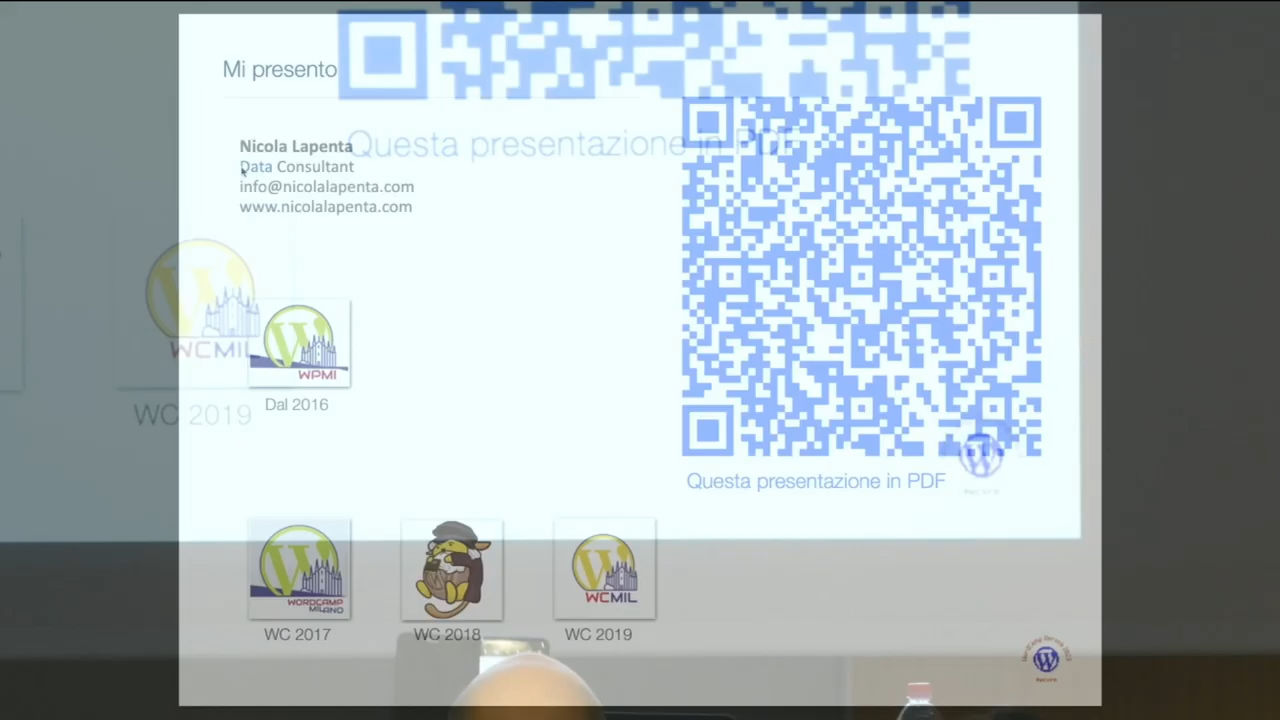 Mi presento
Questa presentazione in PDF
Nicola Lapenta
Data Consultant
info@nicolalapenta.com
www.nicolalapenta.com
WCMIL
WC 2019
WPMI
Dal 2016
Questa presentazione in PDF
WORDCAMP
MILANO
WCMIL
WC 2017
WC 2018
WC 2019